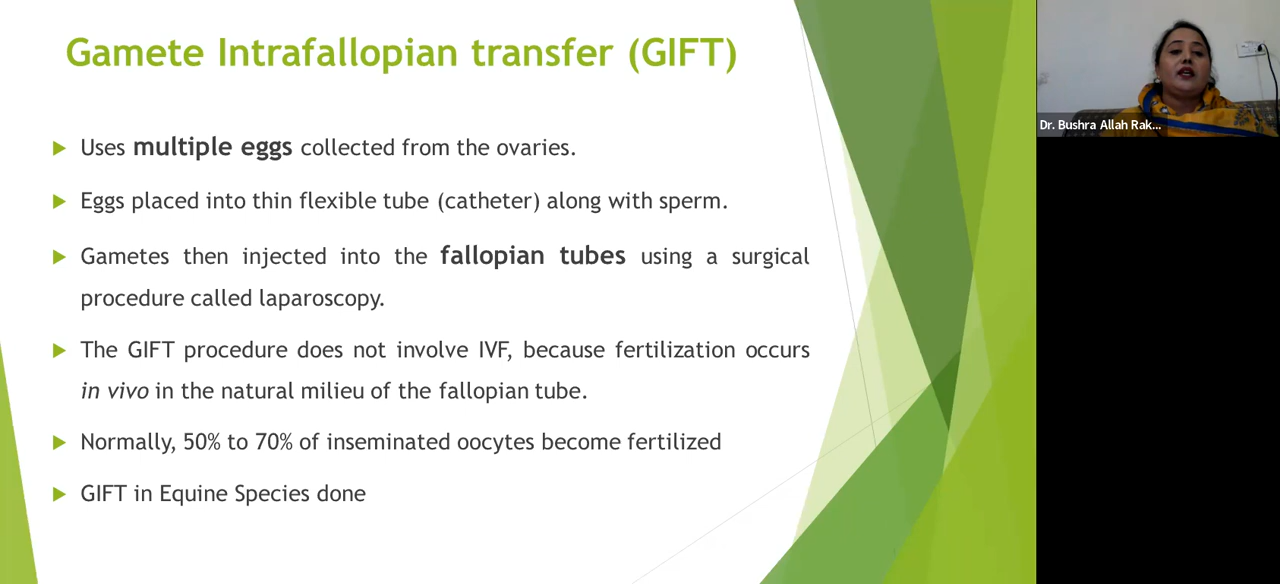 Gamete Intrafallopian transfer (GIFT)
Uses multiple eggs collected from the ovaries.
Eggs placed into thin flexible tube (catheter) along with sperm.
Gametes then injected into the fallopian tubes using a surgical
procedure called laparoscopy.
The GIFT procedure does not involve IVF, because fertilization occurs
in vivo in the natural milieu of the fallopian tube.
Normally, 50% to 70% of inseminated oocytes become fertilized
GIFT in Equine Species done
Dr. Bushra Allah Rak...